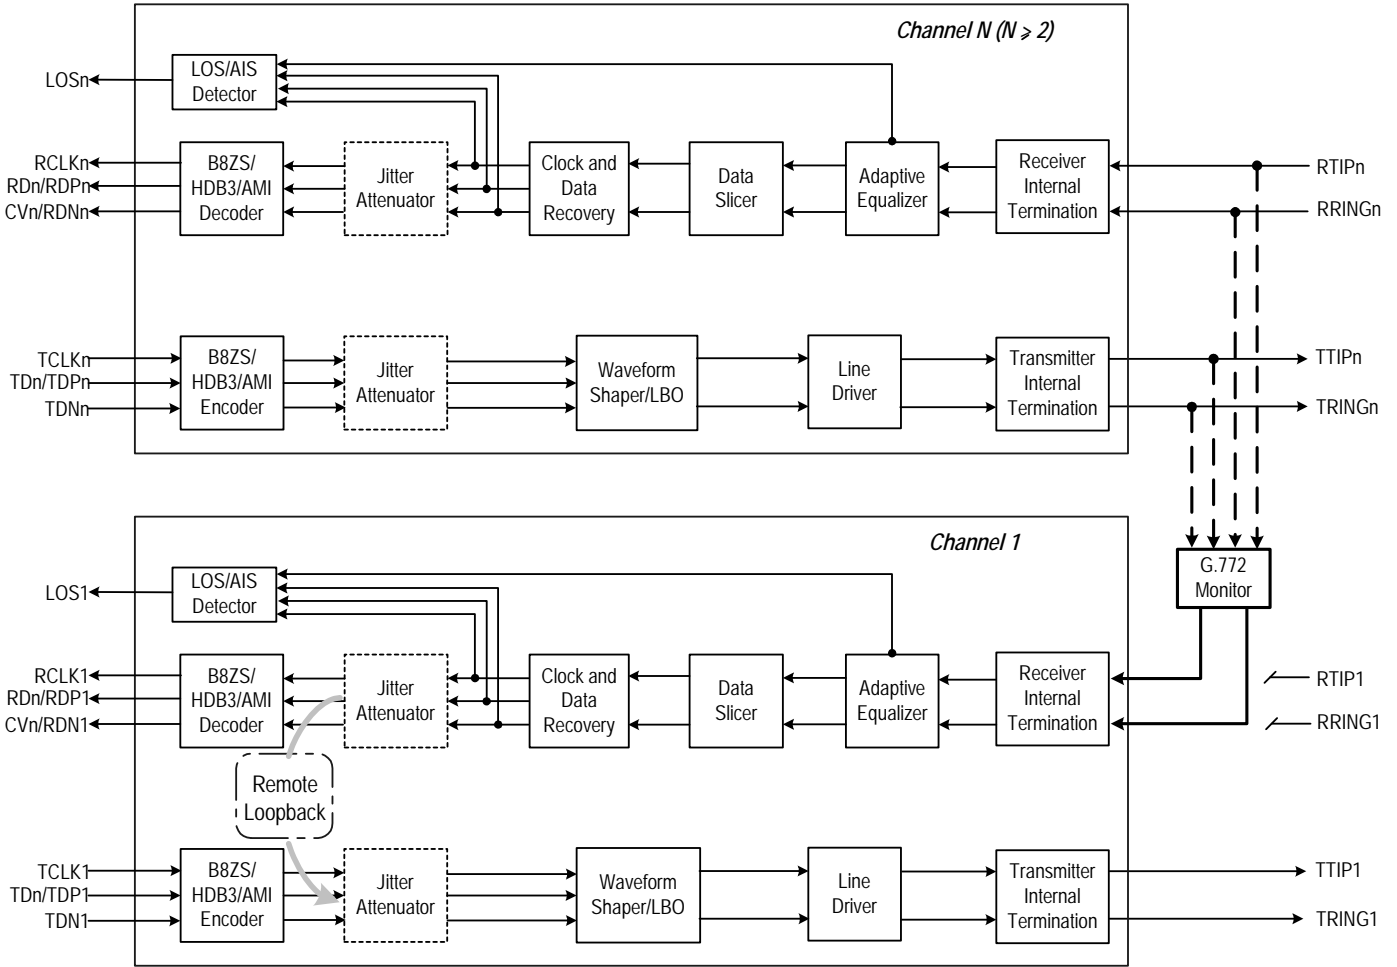 Channel N (N ⩾ 2)
LOSn
LOS/AIS
Detector
RCLKn
RDn/RDPn
CVn/RDNn
B8ZS/
HDB3/AMI
Decoder
Jitter
Attenuator
Clock and
Data
Recovery
Data
Slicer
Adaptive
Equalizer
Receiver
Internal
Termination
RTIPn
RRINGn
TCLKn
TDn/TDPn
TDNn
B8ZS/
HDB3/AMI
Encoder
Jitter
Attenuator
Waveform
Shaper/LBO
Line
Driver
Transmitter
Internal
Termination
TTIPn
TRINGn
Channel 1
G.772
Monitor
LOS1
LOS/AIS
Detector
RCLK1
RDn/RDP1
CVn/RDN1
B8ZS/
HDB3/AMI
Decoder
Jitter
Attenuator
Clock and
Data
Recovery
Data
Slicer
Adaptive
Equalizer
Receiver
Internal
Termination
RTIP1
RRING1
Remote
Loopback
TCLK1
TDn/TDP1
TDN1
B8ZS/
HDB3/AMI
Encoder
Jitter
Attenuator
Waveform
Shaper/LBO
Line
Driver
Transmitter
Internal
Termination
TTIP1
TRING1